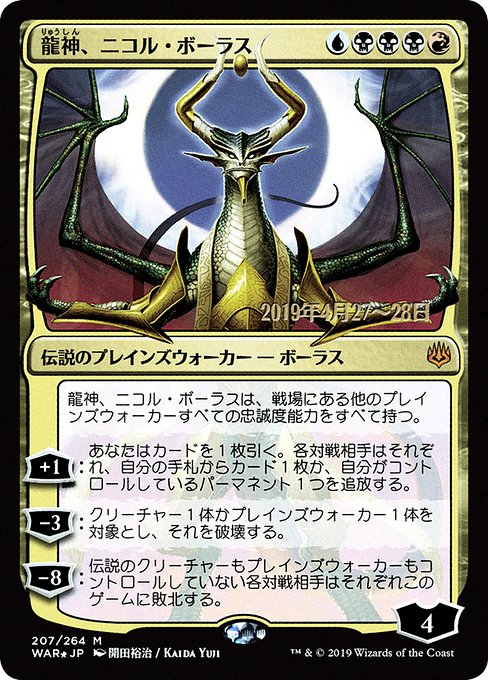 りゅうしん
龍神、ニコル・ボーラス
2019年4月27~28日
伝説のプレインズウォーカー — ボーラス
龍神、ニコル・ボーラスは、戦場にある他のプレイ
ンズウォーカーすべての忠誠度能力をすべて持つ。
+1
あなたはカードを１枚引く。各対戦相手はそれぞ
れ、自分の手札からカード１枚か、自分がコント
ロールしているパーマネント１つを追放する。
-3
クリーチャー１体かプレインズウォーカー１体を
対象とし、それを破壊する。
-8
伝説のクリーチャーもプレインズウォーカーもコ
ントロールしていない各対戦相手はそれぞれこの
ゲームに敗北する。
4
207/264 M
WAR★JP 開田裕治 / KAIDA YUJI
™ & © 2019 Wizards of the Coast